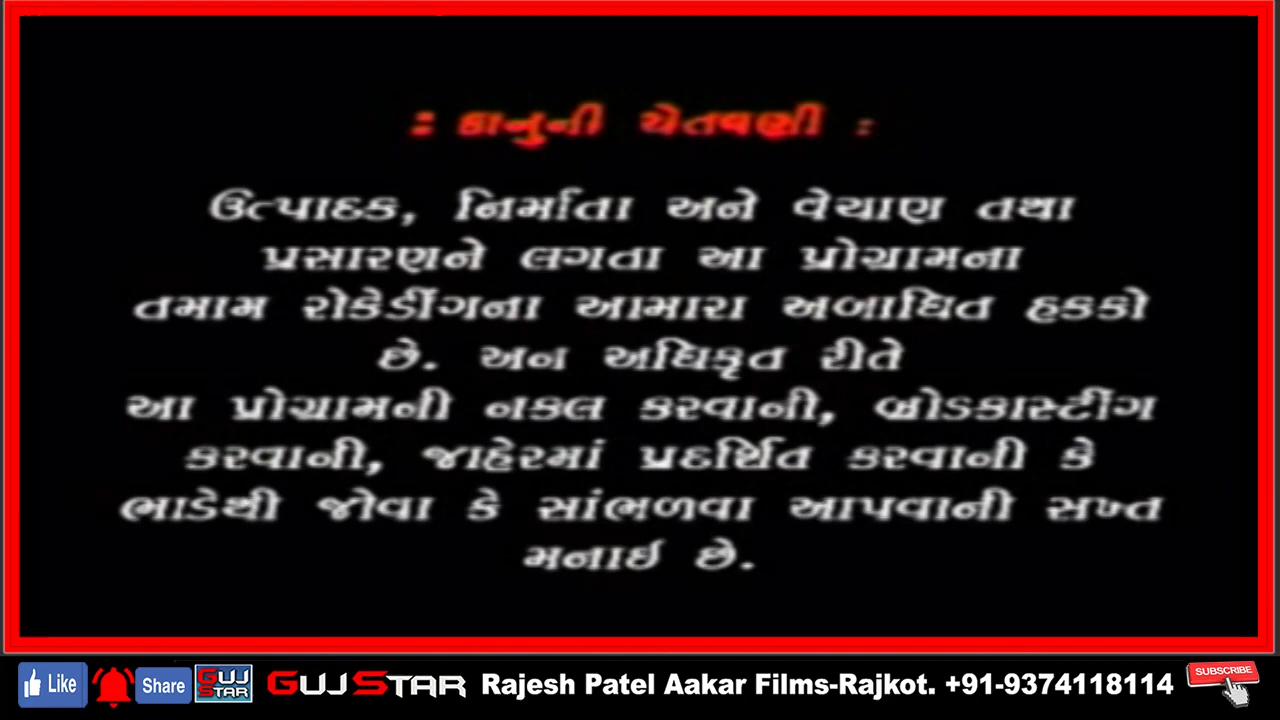 : કાનુની ચેતવણી :
ઉત્પાદક, નિર્માતા અને વેચાણ તથા
પ્રસારણને લગતા આ પ્રોગ્રામના
તમામ રોકેર્ડીંગના આમારા અબાધિત હકકો
છે. અન અધિકૃત રીતે
આ પ્રોગ્રામની નકલ કરવાની, બ્રોડકાસ્ટીંગ
કરવાની, જાહેરમાં પ્રદર્શિત કરવાની કે
ભાડેથી જોવા કે સાંભળવા આપવાની સખ્ત
મનાઇ છે.
Like Share GUJ STAR GUJSTAR Rajesh Patel Aakar Films-Rajkot. +91-9374118114 SUBSCRIBE